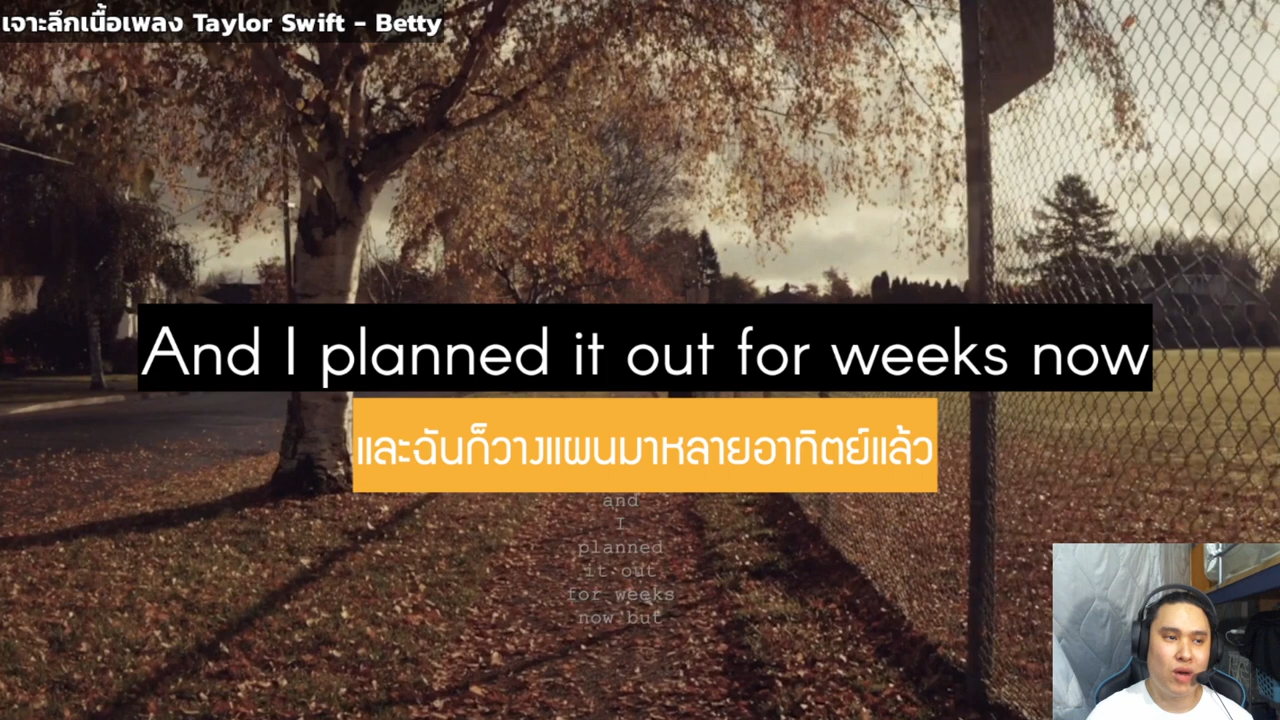 เจาะลึกเนื้อเพลง Taylor Swift - Betty
And I planned it out for weeks now
และฉันก็วางแผนมาหลายอาทิตย์แล้ว
and
I
planned
it out
for weeks
now but